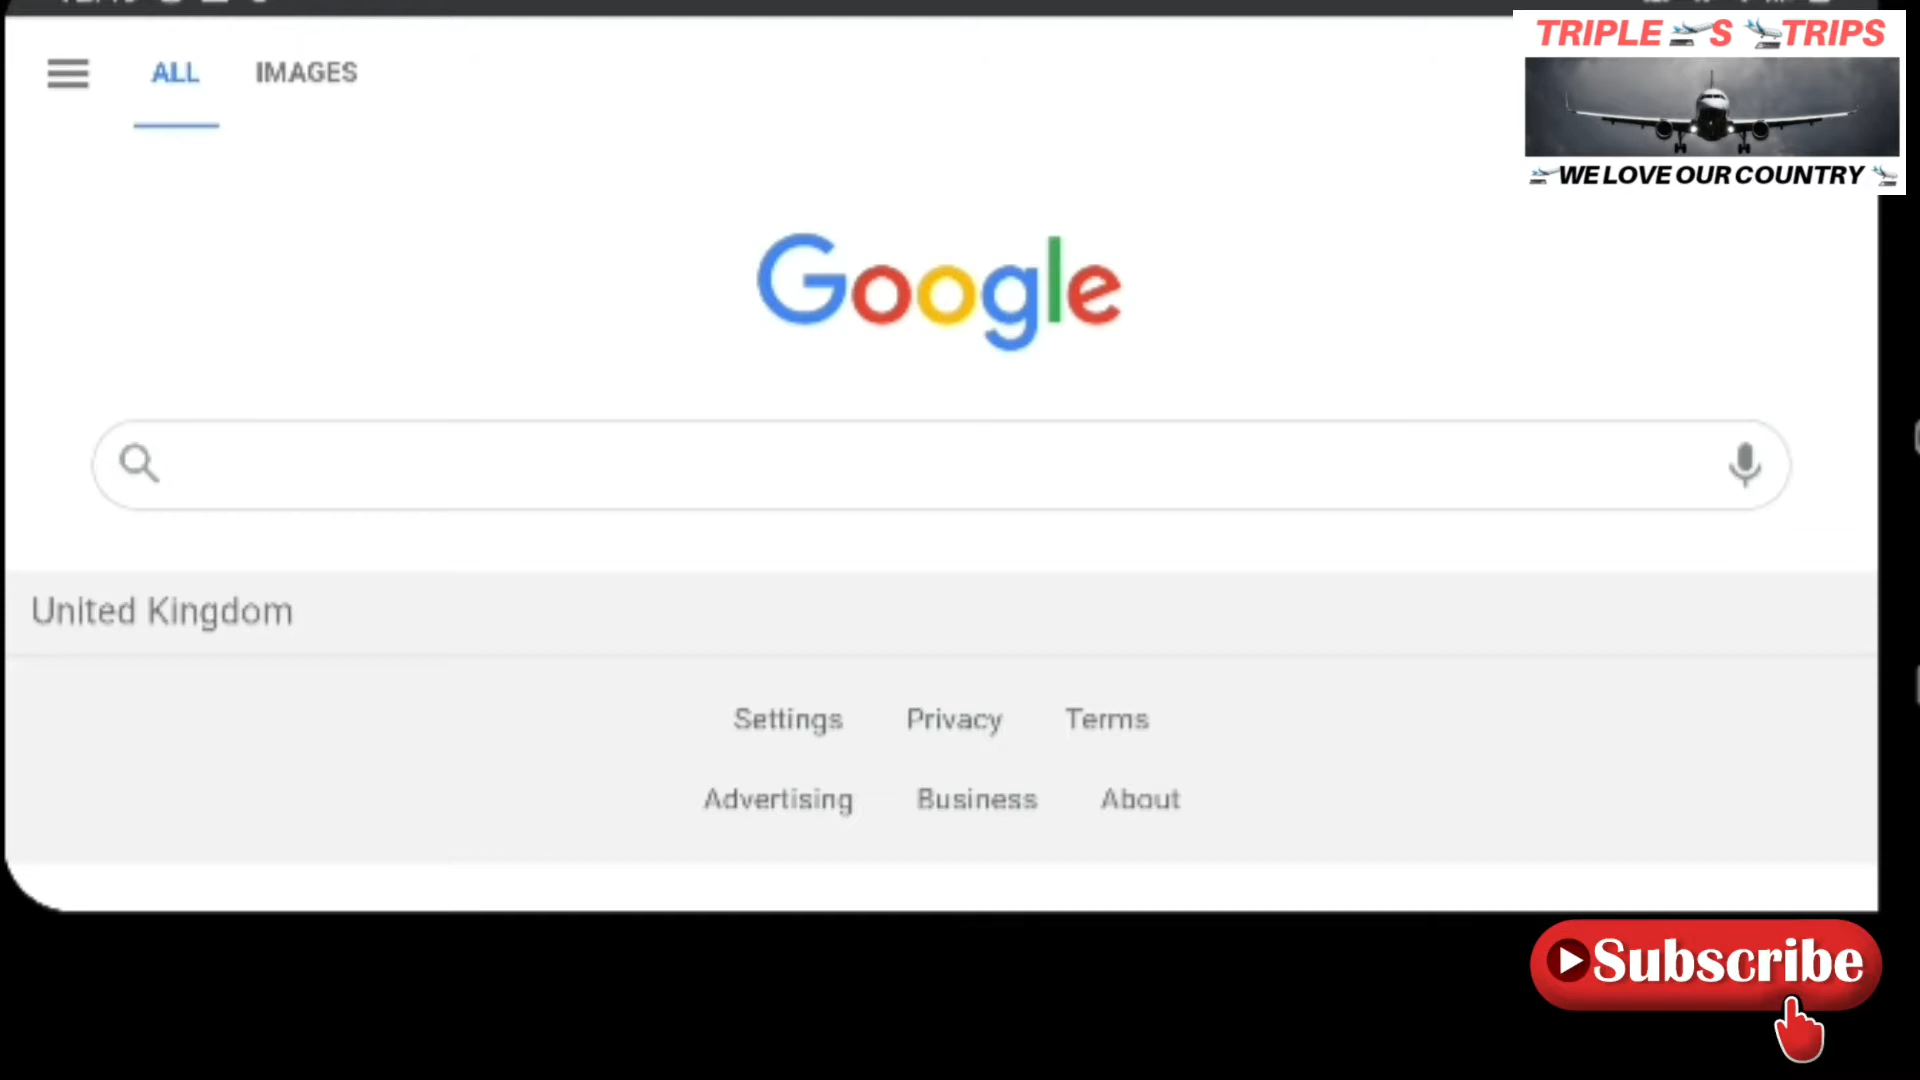 TRIPLE S TRIPS
WE LOVE OUR COUNTRY
ALL IMAGES
Google
United Kingdom
Settings Privacy Terms
Advertising Business About
Subscribe